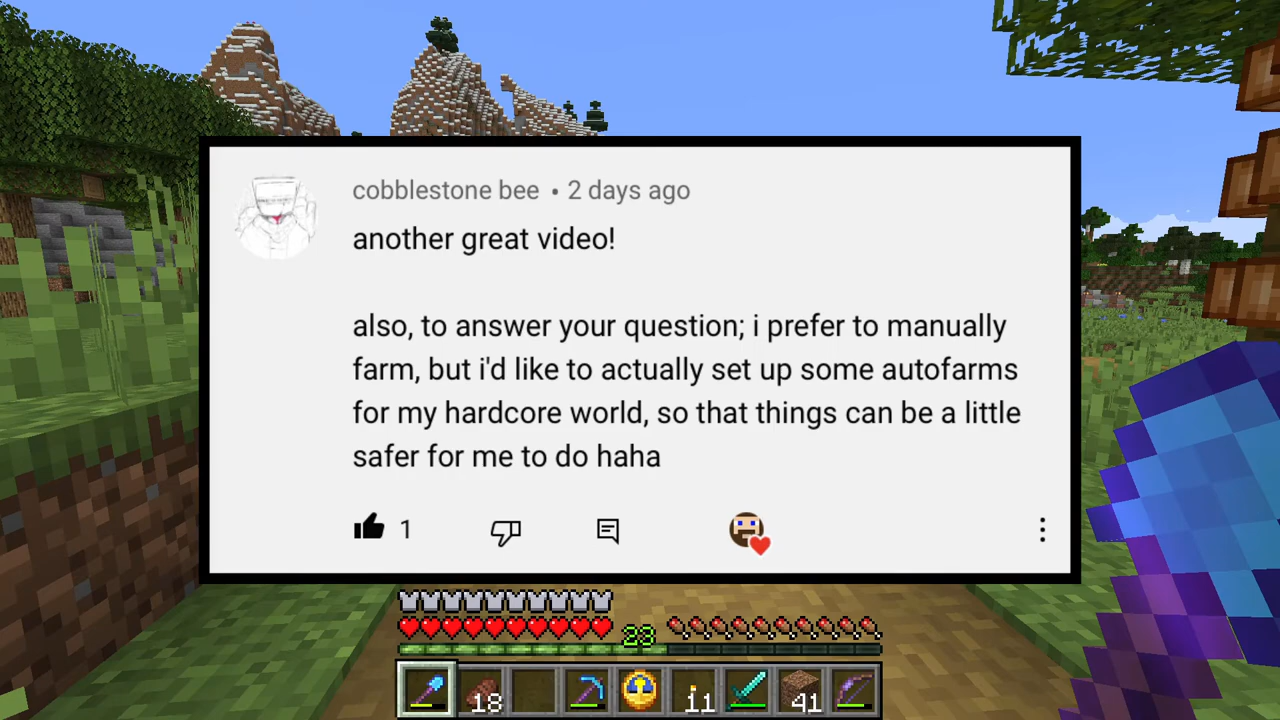 cobblestone bee • 2 days ago
another great video!
also, to answer your question; i prefer to manually
farm, but i'd like to actually set up some autofarms
for my hardcore world, so that things can be a little
safer for me to do haha
1
23
18
11
41